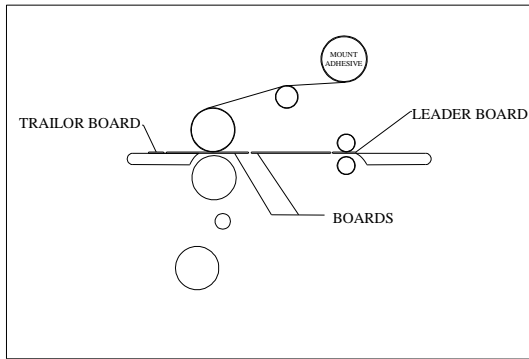 MOUNT
ADHESIVE
TRAILOR BOARD
LEADER BOARD
BOARDS